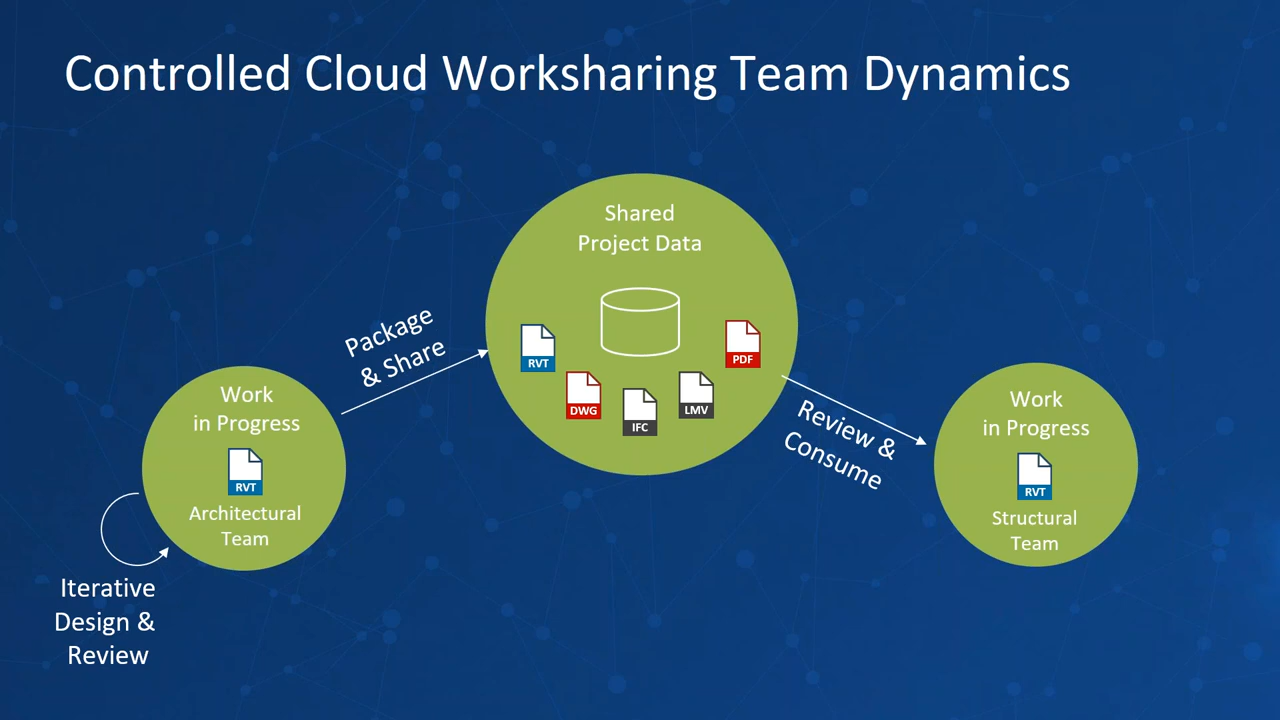 Controlled Cloud Worksharing Team Dynamics
Shared
Project Data
RVT
DWG
IFC
LMV
PDF
Package
& Share
Work
in Progress
RVT
Architectural
Team
Iterative
Design &
Review
Review &
Consume
Work
in Progress
RVT
Structural
Team